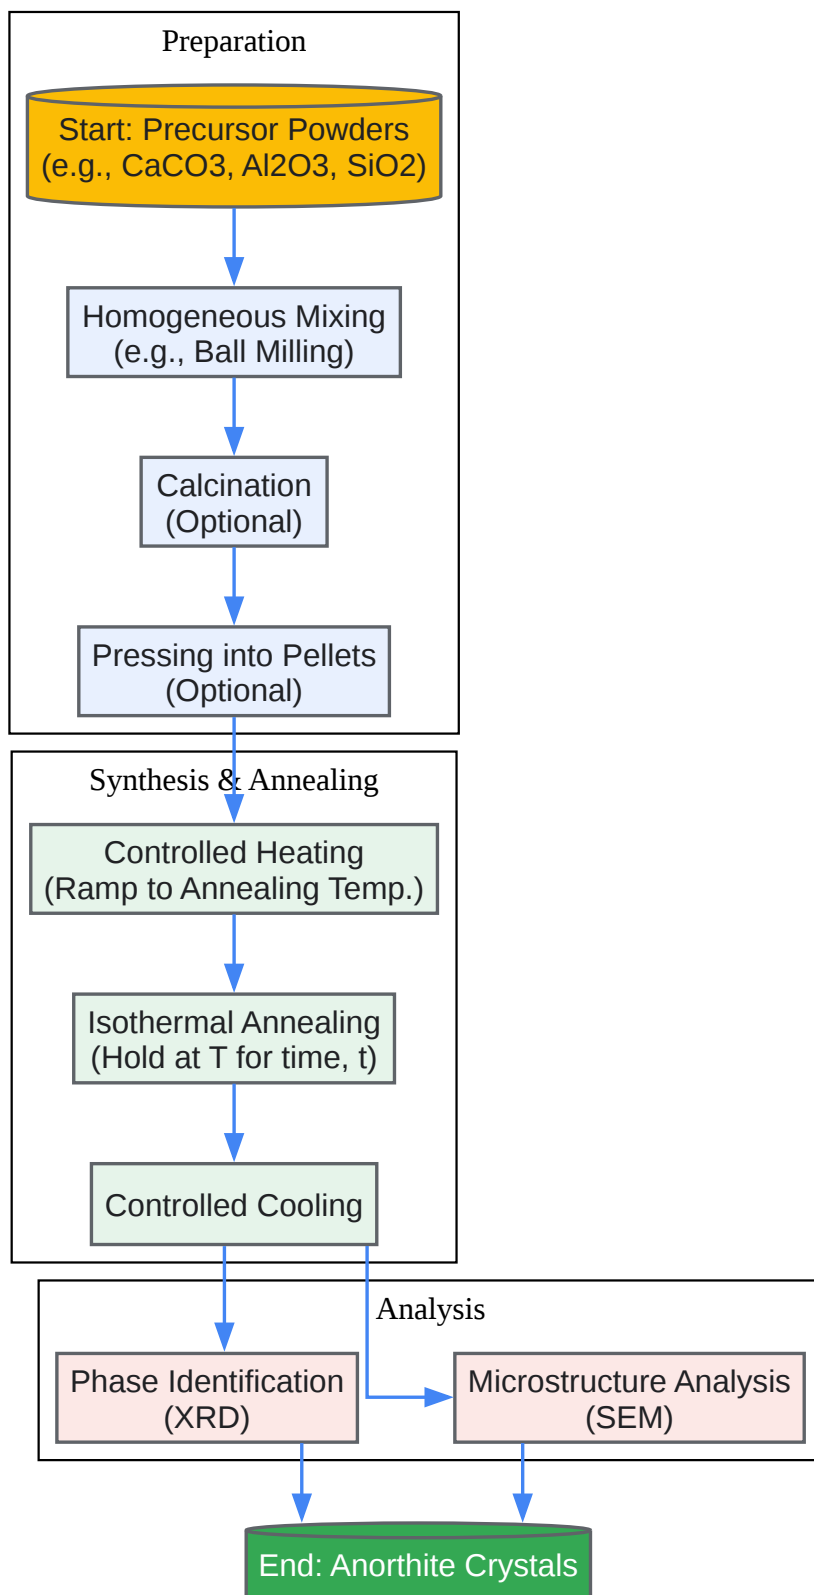 Preparation
Start: Precursor Powders
(e.g., CaCO3, Al2O3, SiO2)
Homogeneous Mixing
(e.g., Ball Milling)
Calcination
(Optional)
Pressing into Pellets
(Optional)
Synthesis & Annealing
Controlled Heating
(Ramp to Annealing Temp.)
Isothermal Annealing
(Hold at T for time, t)
Controlled Cooling
Analysis
Phase Identification
(XRD)
Microstructure Analysis
(SEM)
End: Anorthite Crystals